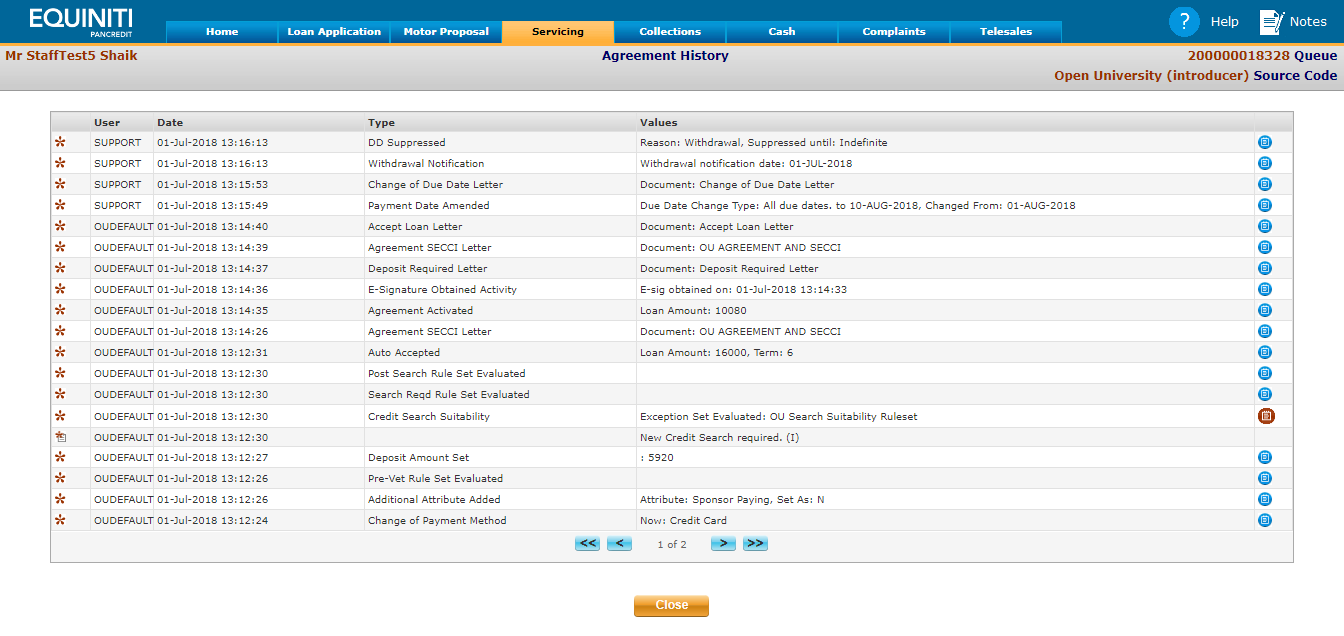 EQUINITI
PANCREDIT
Home Loan Application Motor Proposal Servicing Collections Cash Complaints Telesales
? Help Notes
Mr StaffTest5 Shaik Agreement History 200000018328 Queue
Open University (introducer) Source Code
User Date Type Values
SUPPORT 01-Jul-2018 13:16:13 DD Suppressed Reason: Withdrawal, Suppressed until: Indefinite
SUPPORT 01-Jul-2018 13:16:13 Withdrawal Notification Withdrawal notification date: 01-JUL-2018
SUPPORT 01-Jul-2018 13:15:53 Change of Due Date Letter Document: Change of Due Date Letter
SUPPORT 01-Jul-2018 13:15:49 Payment Date Amended Due Date Change Type: All due dates. to 10-AUG-2018, Changed From: 01-AUG-2018
OUDEFAULT 01-Jul-2018 13:14:40 Accept Loan Letter Document: Accept Loan Letter
OUDEFAULT 01-Jul-2018 13:14:39 Agreement SECCI Letter Document: OU AGREEMENT AND SECCI
OUDEFAULT 01-Jul-2018 13:14:37 Deposit Required Letter Document: Deposit Required Letter
OUDEFAULT 01-Jul-2018 13:14:36 E-Signature Obtained Activity E-sig obtained on: 01-Jul-2018 13:14:33
OUDEFAULT 01-Jul-2018 13:14:35 Agreement Activated Loan Amount: 10080
OUDEFAULT 01-Jul-2018 13:14:26 Agreement SECCI Letter Document: OU AGREEMENT AND SECCI
OUDEFAULT 01-Jul-2018 13:12:31 Auto Accepted Loan Amount: 16000, Term: 6
OUDEFAULT 01-Jul-2018 13:12:30 Post Search Rule Set Evaluated
OUDEFAULT 01-Jul-2018 13:12:30 Search Reqd Rule Set Evaluated
OUDEFAULT 01-Jul-2018 13:12:30 Credit Search Suitability Exception Set Evaluated: OU Search Suitability Ruleset
OUDEFAULT 01-Jul-2018 13:12:30 New Credit Search required. (I)
OUDEFAULT 01-Jul-2018 13:12:27 Deposit Amount Set : 5920
OUDEFAULT 01-Jul-2018 13:12:26 Pre-Vet Rule Set Evaluated
OUDEFAULT 01-Jul-2018 13:12:26 Additional Attribute Added Attribute: Sponsor Paying, Set As: N
OUDEFAULT 01-Jul-2018 13:12:24 Change of Payment Method Now: Credit Card
<< < 1 of 2 > >>
Close